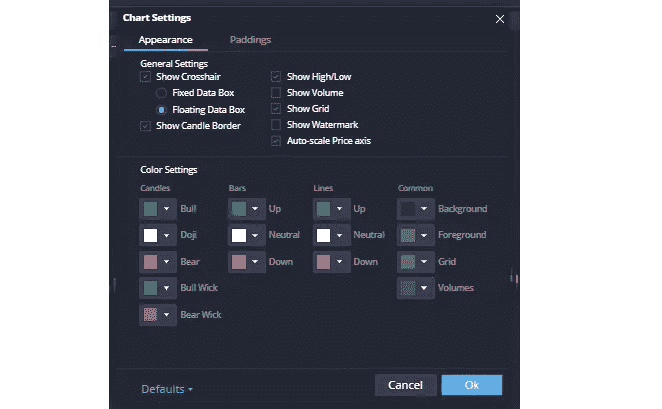 Chart Settings
Appearance Paddings
General Settings
Show Crosshair Show High/Low
Fixed Data Box Show Volume
Floating Data Box Show Grid
Show Candle Border Show Watermark
Auto-scale Price axis
Color Settings
Candles Bars Lines Common
Bull Up Up Background
Doji Neutral Neutral Foreground
Bear Down Down Grid
Bull Wick Volumes
Bear Wick
Defaults Cancel Ok